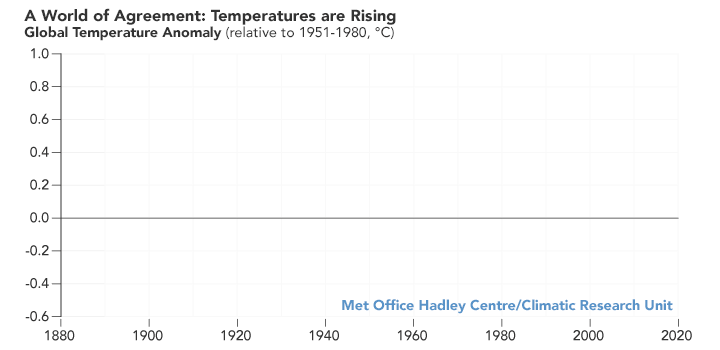 A World of Agreement: Temperatures are Rising
Global Temperature Anomaly (relative to 1951-1980, °C)
1.0
0.8
0.6
0.4
0.2
0.0
-0.2
-0.4
-0.6
Met Office Hadley Centre/Climatic Research Unit
1880 1900 1920 1940 1960 1980 2000 2020